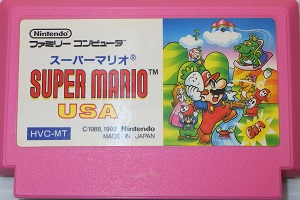 Nintendo
ファミリー コンピュータ
スーパーマリオ®
SUPER MARIO™
USA
HVC-MT
©1988, 1992 Nintendo
MADE IN JAPAN